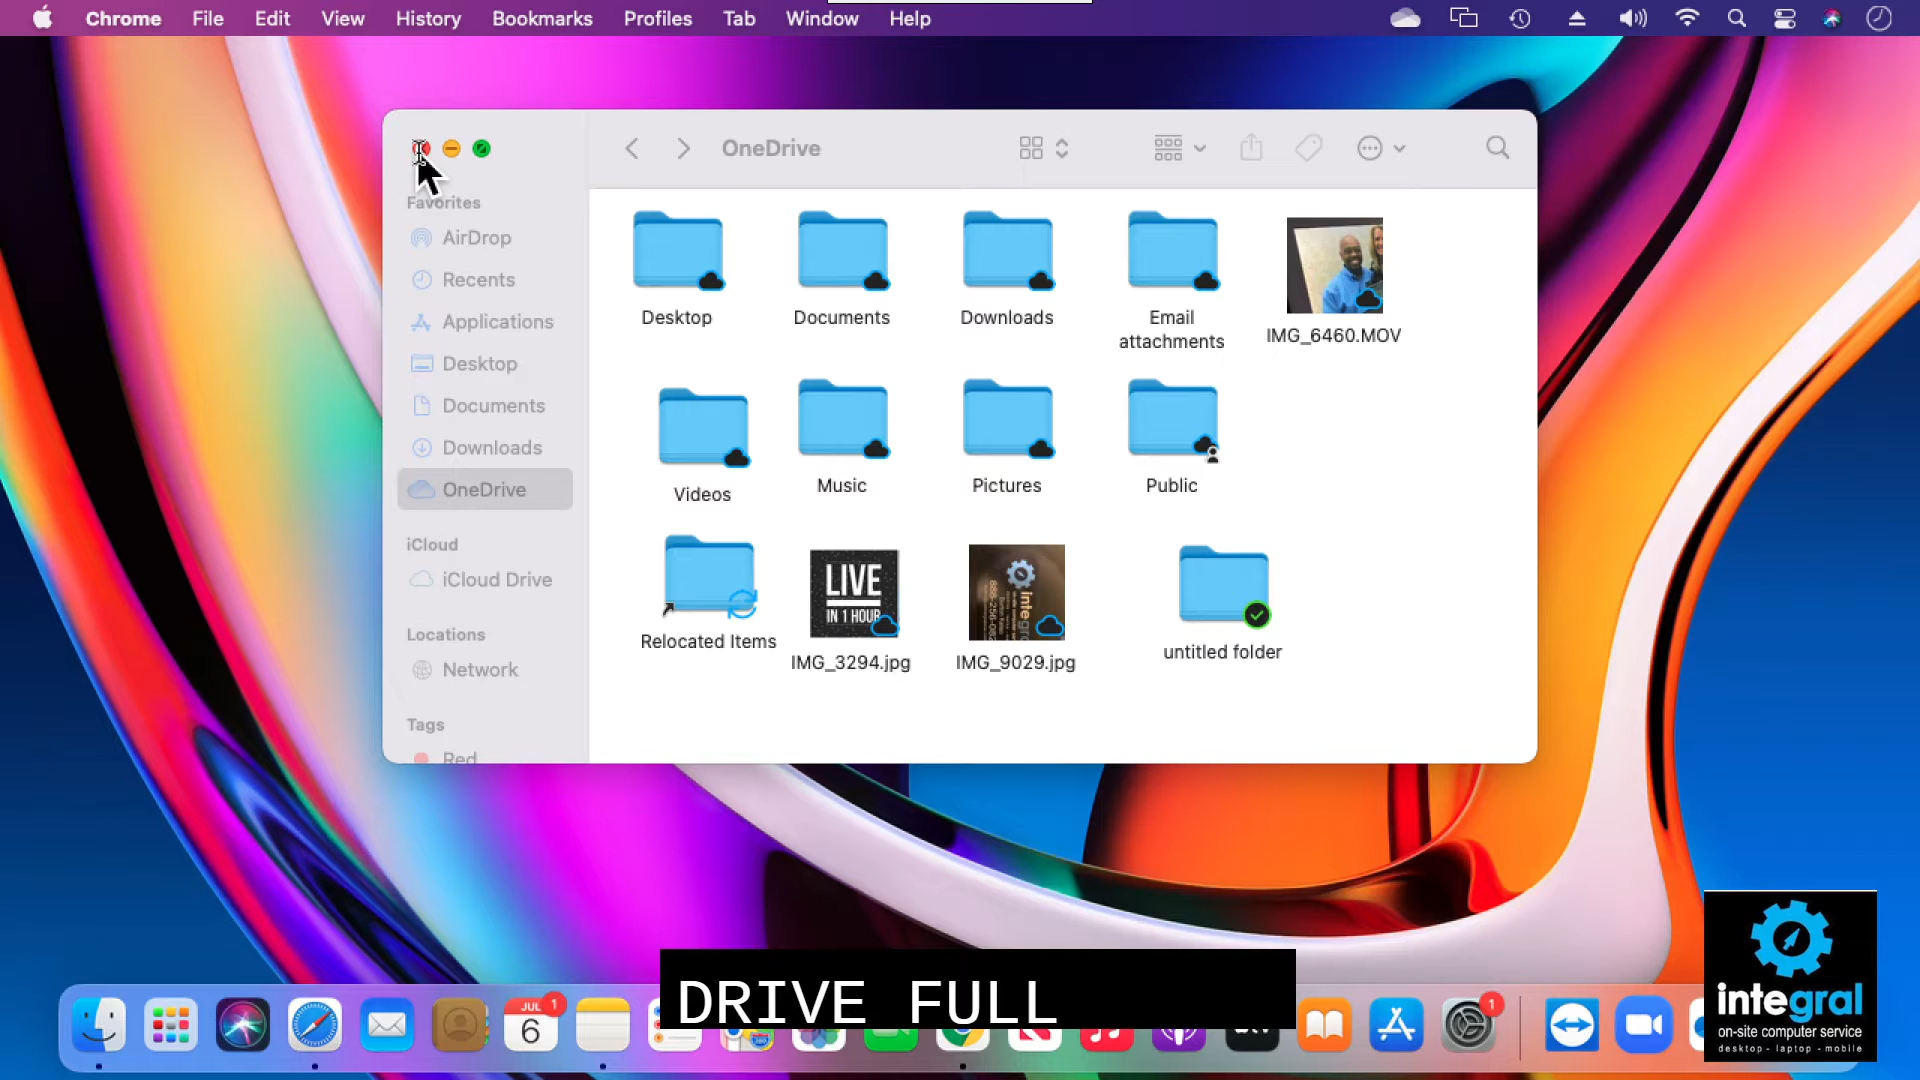 Chrome File Edit View History Bookmarks Profiles Tab Window Help
OneDrive
Favorites
AirDrop
Recents
Applications
Desktop
Documents
Downloads
OneDrive
iCloud
iCloud Drive
Locations
Network
Tags
Red
Desktop
Documents
Downloads
Email
attachments
IMG_6460.MOV
Videos
Music
Pictures
Public
LIVE
IN 1 HOUR
integral
Relocated Items
IMG_3294.jpg
IMG_9029.jpg
untitled folder
DRIVE FULL
JUL
1
6
1
integral
on-site computer service
desktop - laptop - mobile